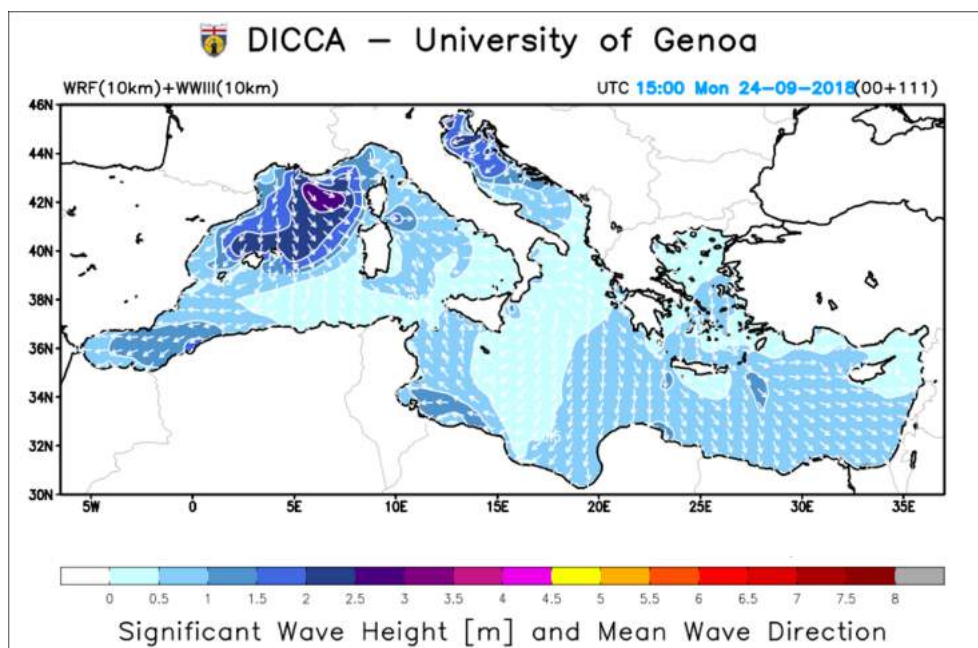 DICCA – University of Genoa
WRF(10km)+WWIII(10km)
UTC 15:00 Mon 24-09-2018(00+111)
46N
44N
42N
40N
38N
36N
34N
32N
30N
5W 0 5E 10E 15E 20E 25E 30E 35E
0 0.5 1 1.5 2 2.5 3 3.5 4 4.5 5 5.5 6 6.5 7 7.5 8
Significant Wave Height [m] and Mean Wave Direction